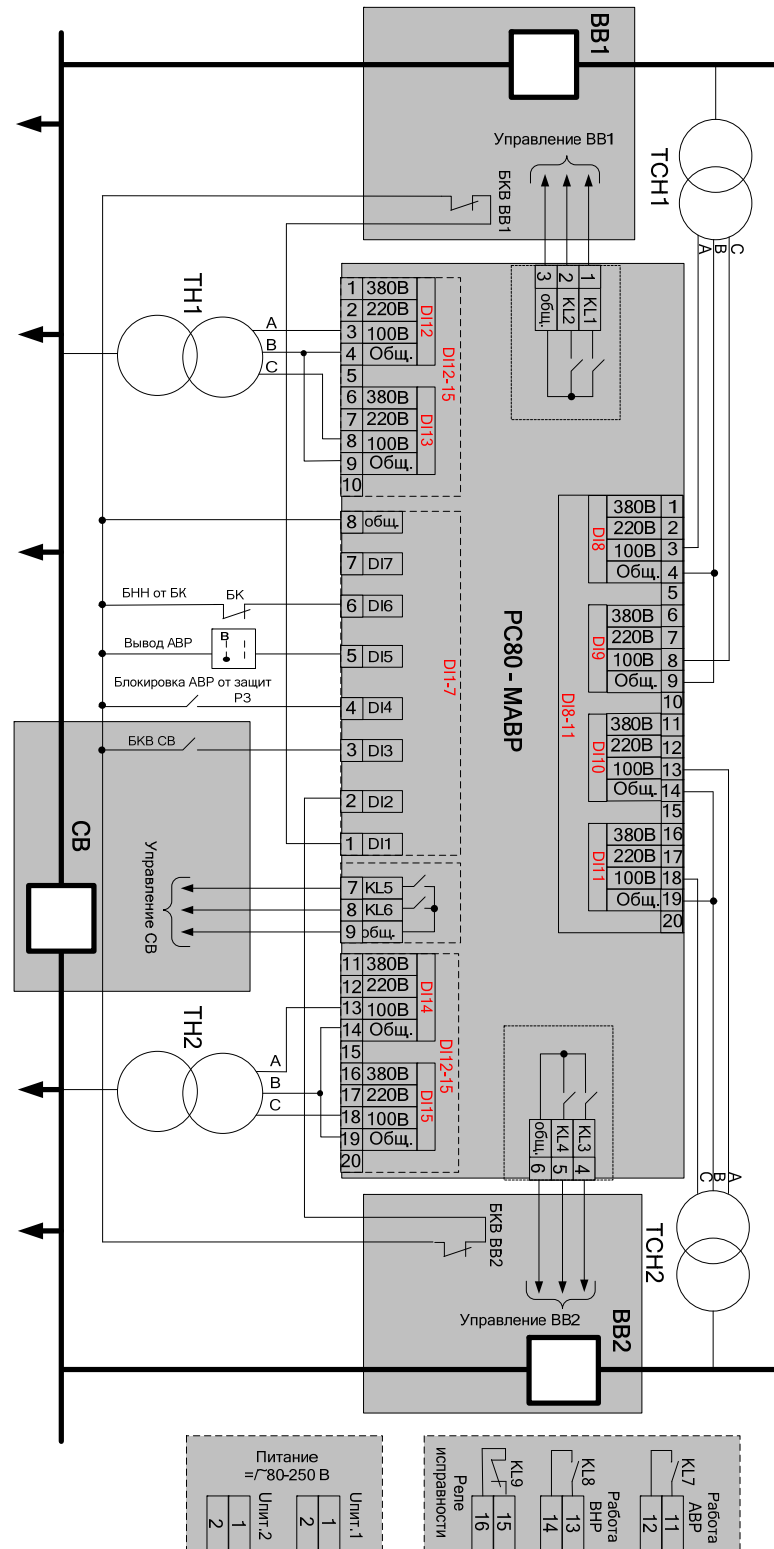 ВВ1
Управление ВВ1
БКВ ВВ1
ТСН1
A
B
C
1 KL1
2 KL2
3 общ.
ТН1
A
B
C
1 380В
2 220В
3 100В
4 Общ.
5
DI12
6 380В
7 220В
8 100В
9 Общ.
10
DI13
DI12-15
8 общ.
7 DI7
6 DI6
5 DI5
4 DI4
3 DI3
2 DI2
1 DI1
DI1-7
БНН от БК
БК
Вывод АВР
В
Блокировка АВР от защит
РЗ
БКВ СВ
СВ
Управление СВ
7 KL5
8 KL6
9 общ.
РС80 - МАВР
380В 1
220В 2
100В 3
Общ. 4
5
DI8
380В 6
220В 7
100В 8
Общ. 9
10
DI9
DI8-11
380В 11
220В 12
100В 13
Общ. 14
15
DI10
380В 16
220В 17
100В 18
Общ. 19
20
DI11
ТН2
A
B
C
11 380В
12 220В
13 100В
14 Общ.
15
DI14
16 380В
17 220В
18 100В
19 Общ.
20
DI15
DI12-15
KL3 4
KL4 5
общ. 6
A
B
C
ТСН2
БКВ ВВ2
Управление ВВ2
ВВ2
Питание
=/~80-250 В
Uпит.1
1
2
Uпит.2
1
2
Работа
АВР
KL7
11
12
Работа
ВНР
KL8
13
14
Реле
исправности
KL9
15
16